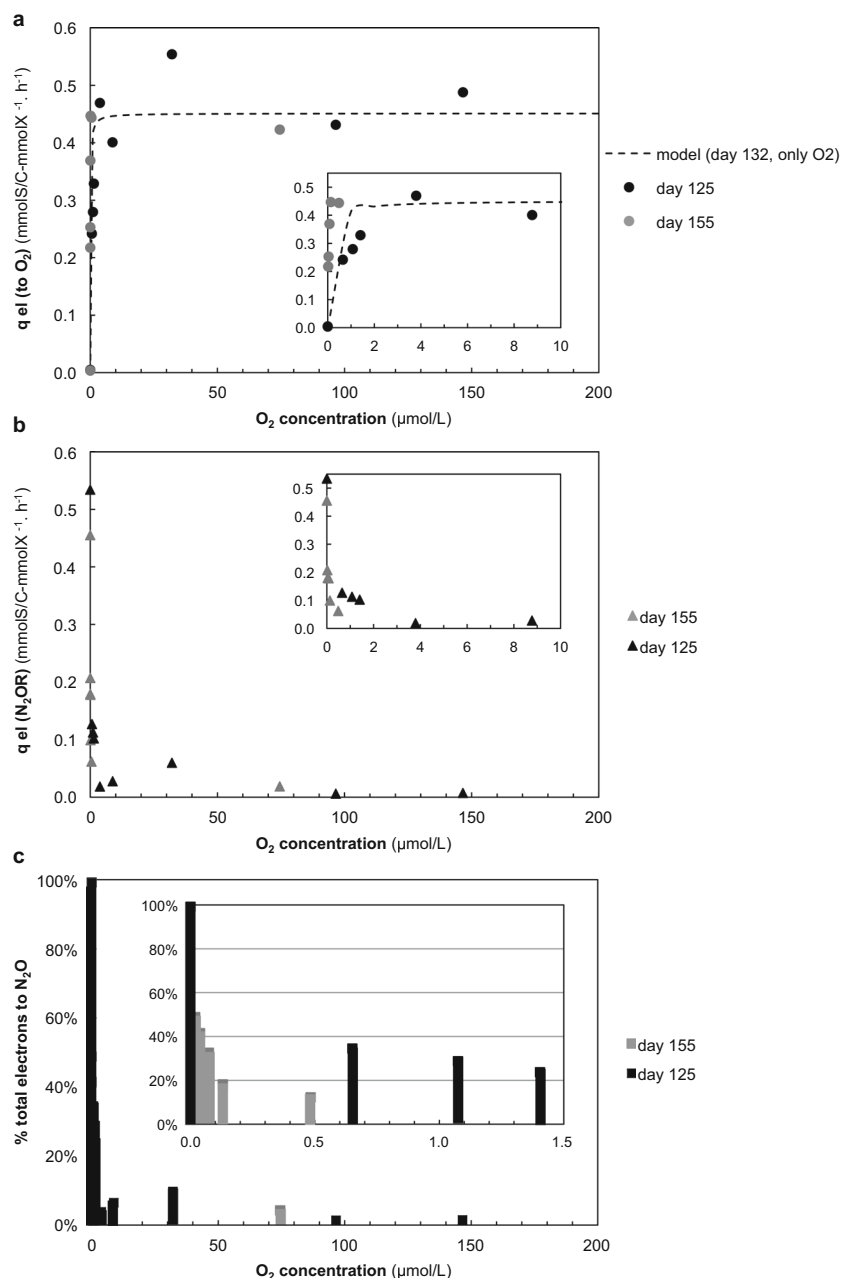 a
0.6
0.5
0.4
0.3
0.2
0.1
0.0
q el (to O₂) (mmolS/C-mmolX ⁻¹. h⁻¹)
0.5
0.4
0.3
0.2
0.1
0.0
0 2 4 6 8 10
0 50 100 150 200
O₂ concentration (µmol/L)
model (day 132, only O2)
day 125
day 155
b
0.6
0.5
0.4
0.3
0.2
0.1
0.0
q el (N₂OR) (mmolS/C-mmolX ⁻¹. h⁻¹)
0.5
0.4
0.3
0.2
0.1
0.0
0 2 4 6 8 10
0 50 100 150 200
O₂ concentration (µmol/L)
day 155
day 125
c
100%
80%
60%
40%
20%
0%
% total electrons to N₂O
100%
80%
60%
40%
20%
0%
0.0 0.5 1.0 1.5
0 50 100 150 200
O₂ concentration (µmol/L)
day 155
day 125